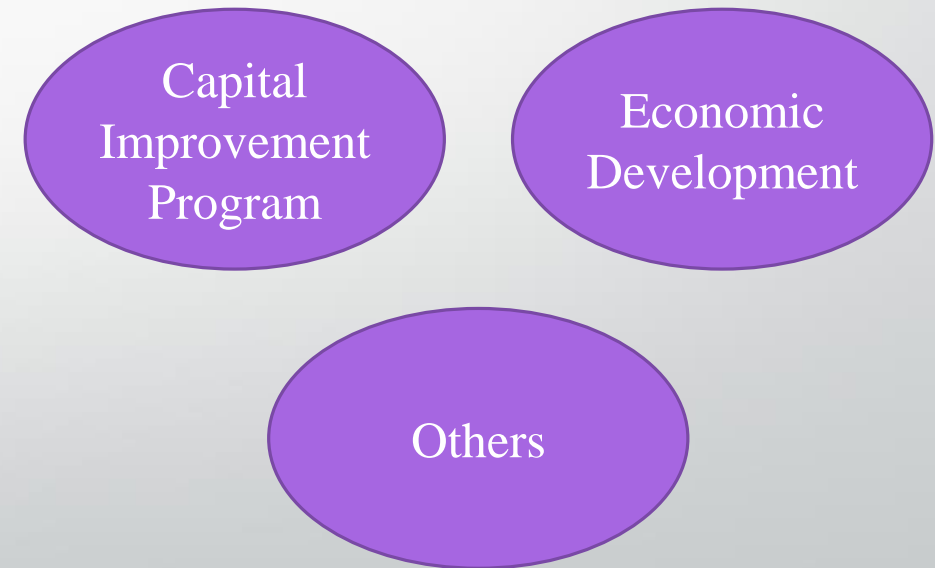 Capital
Improvement
Program
Economic
Development
Others